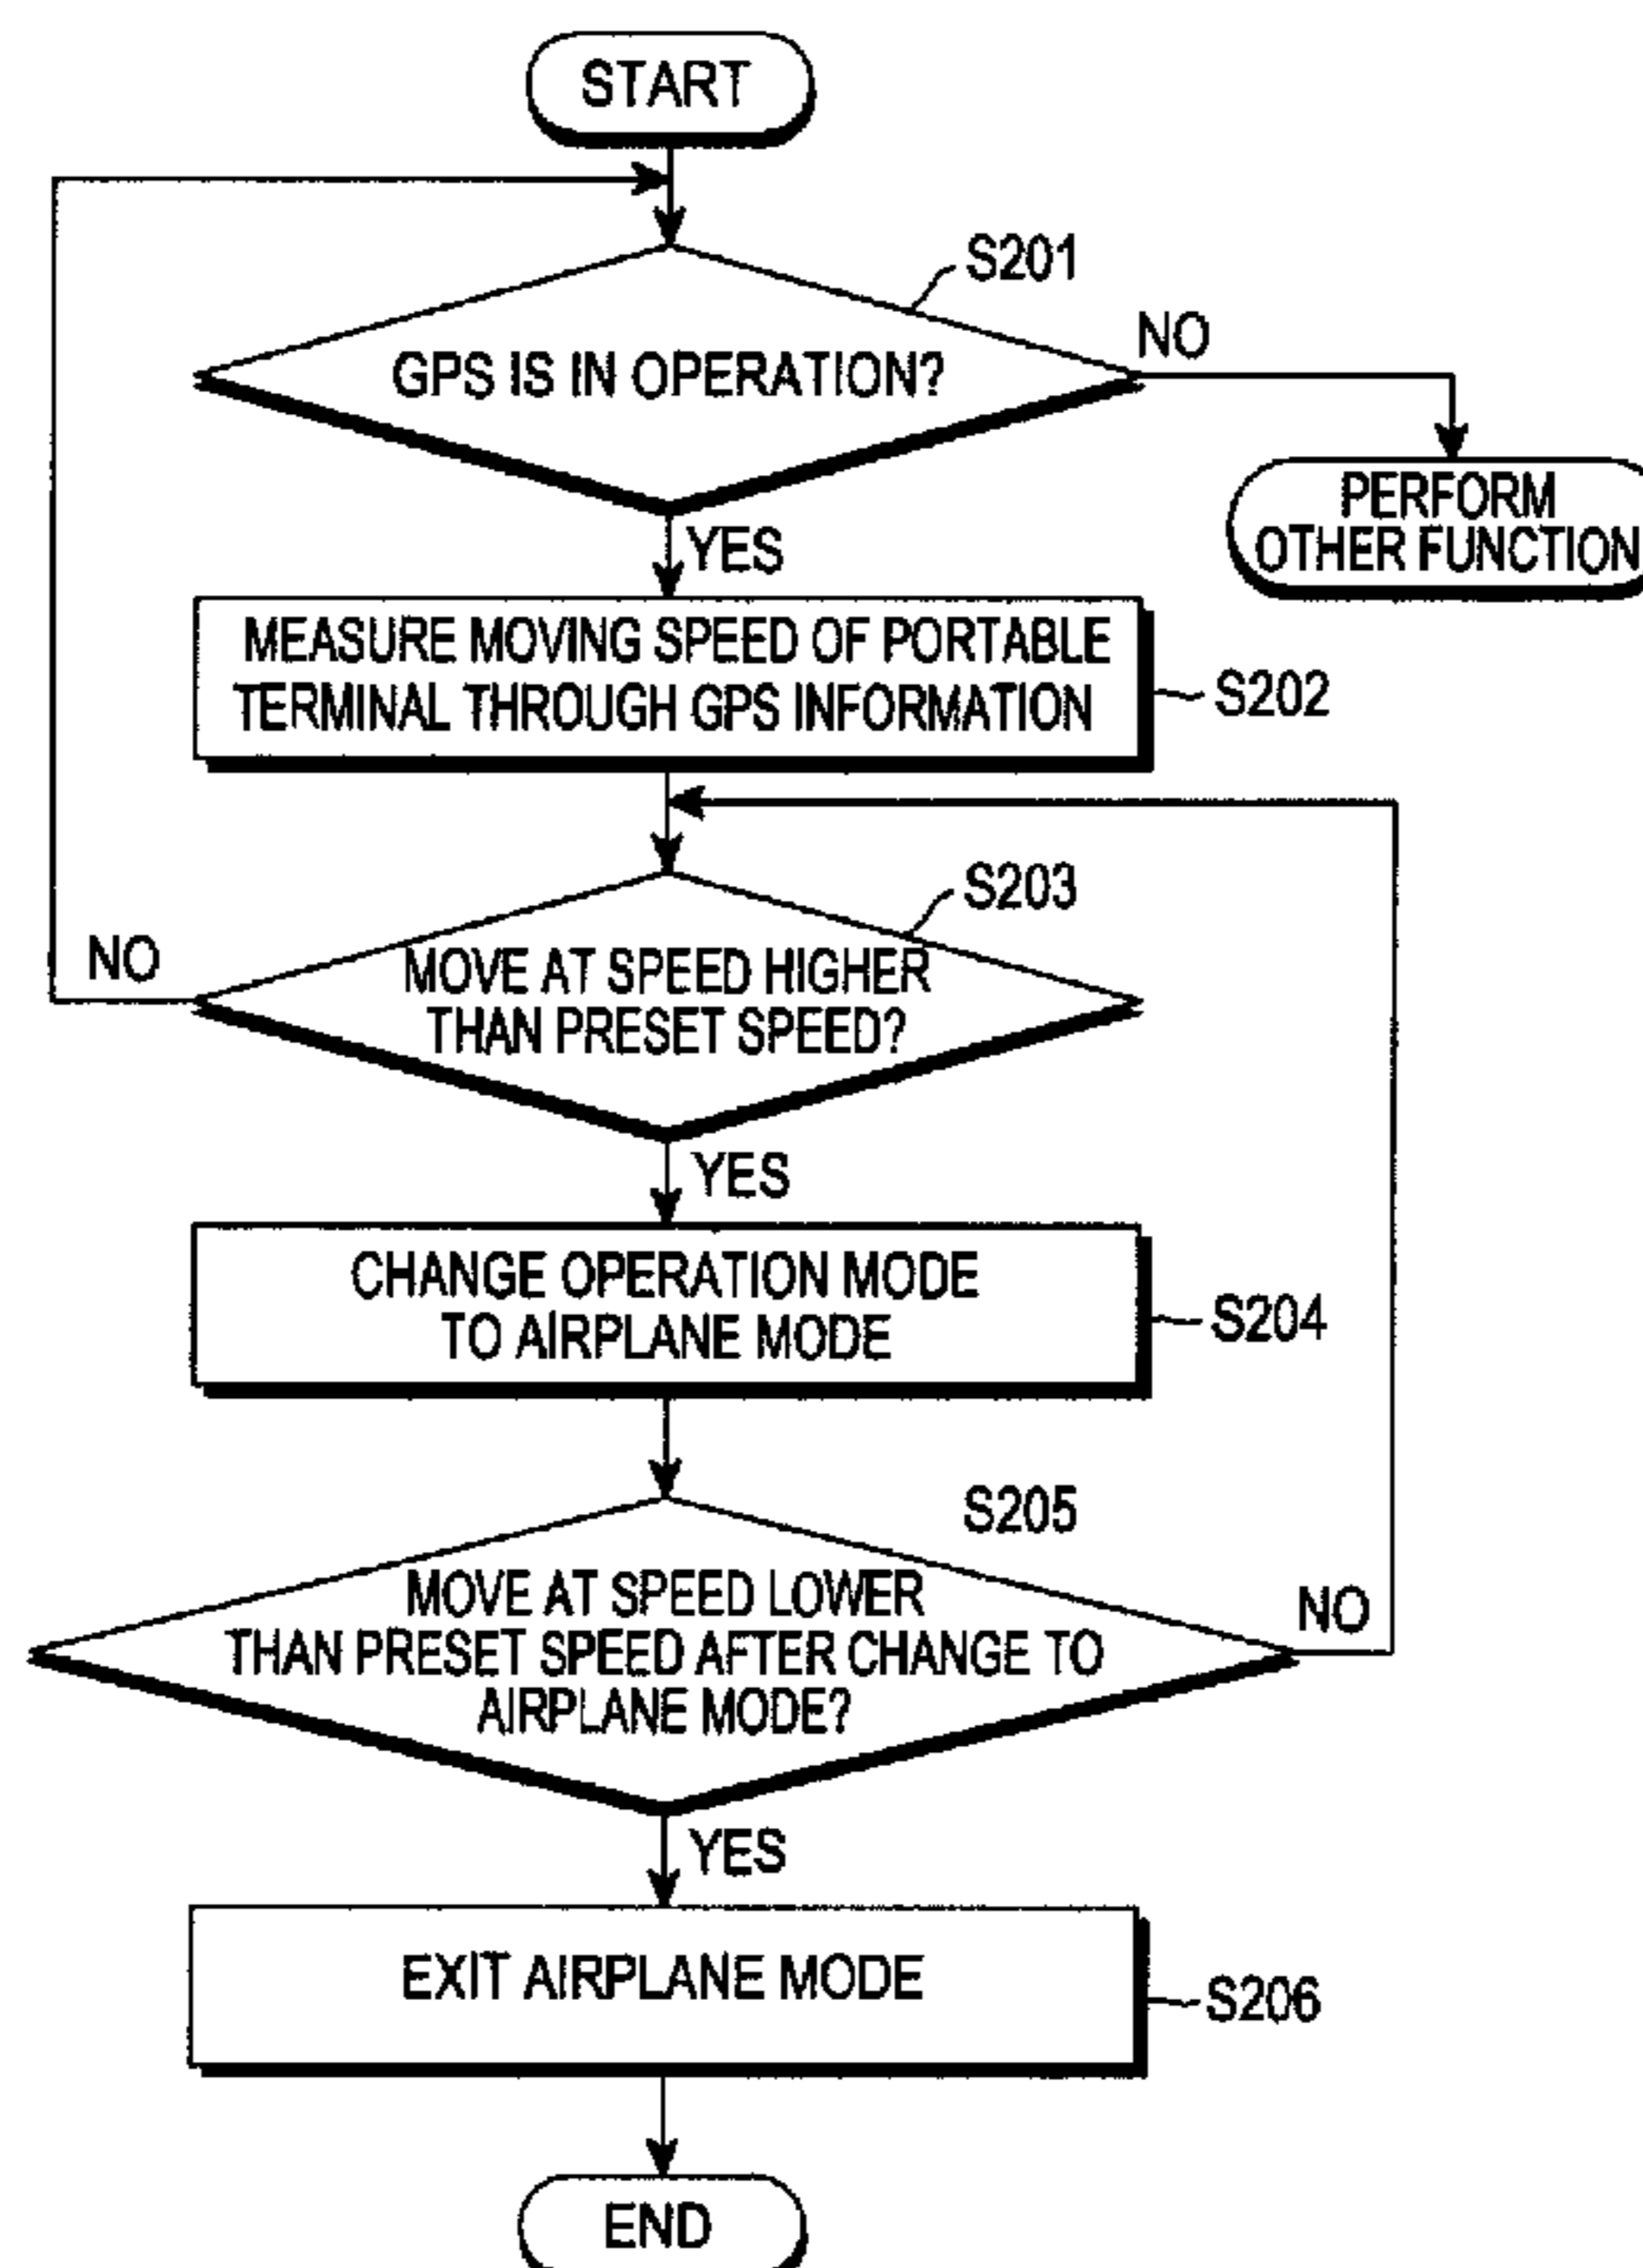 START
S201
GPS IS IN OPERATION?
NO
PERFORM
OTHER FUNCTION
YES
MEASURE MOVING SPEED OF PORTABLE
TERMINAL THROUGH GPS INFORMATION
S202
S203
NO
MOVE AT SPEED HIGHER
THAN PRESET SPEED?
YES
CHANGE OPERATION MODE
TO AIRPLANE MODE
S204
S205
MOVE AT SPEED LOWER
THAN PRESET SPEED AFTER CHANGE TO
AIRPLANE MODE?
NO
YES
EXIT AIRPLANE MODE
S206
END